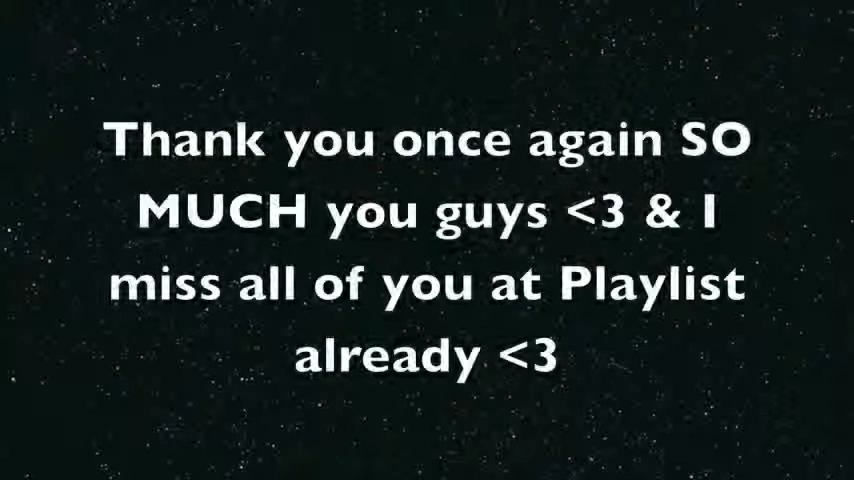 Thank you once again SO
MUCH you guys <3 & I
miss all of you at Playlist
already <3